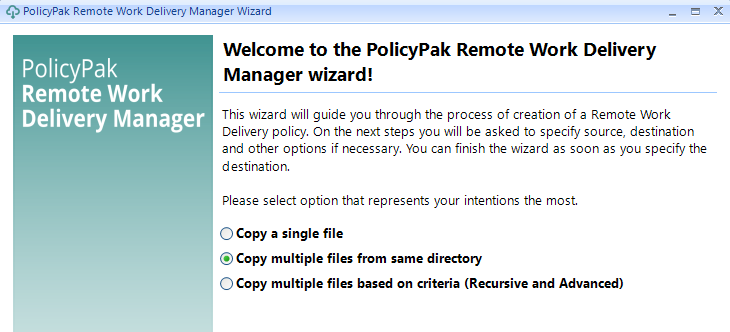 PolicyPak Remote Work Delivery Manager Wizard
PolicyPak
Remote Work
Delivery Manager
Welcome to the PolicyPak Remote Work Delivery
Manager wizard!
This wizard will guide you through the process of creation of a Remote Work
Delivery policy. On the next steps you will be asked to specify source, destination
and other options if necessary. You can finish the wizard as soon as you specify the
destination.
Please select option that represents your intentions the most.
Copy a single file
Copy multiple files from same directory
Copy multiple files based on criteria (Recursive and Advanced)